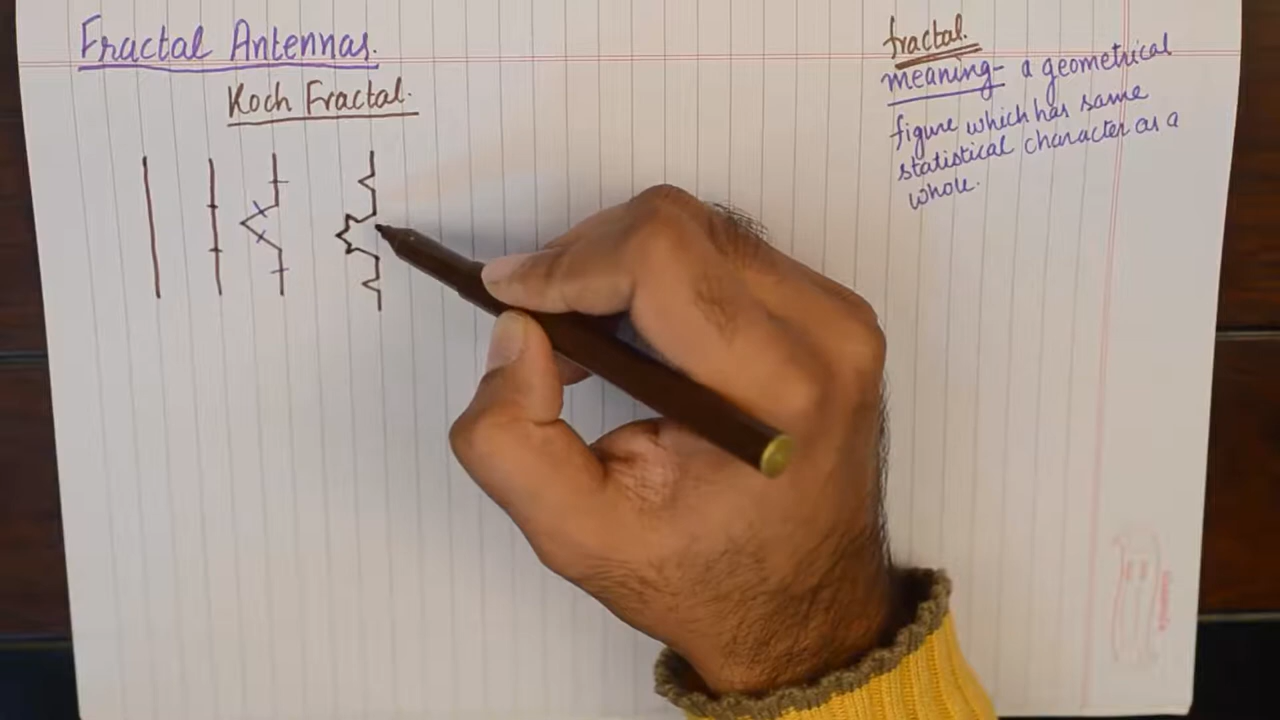 Fractal Antennas.
Koch Fractal.
fractal.
meaning- a geometrical
figure which has same
statistical character as a
whole.